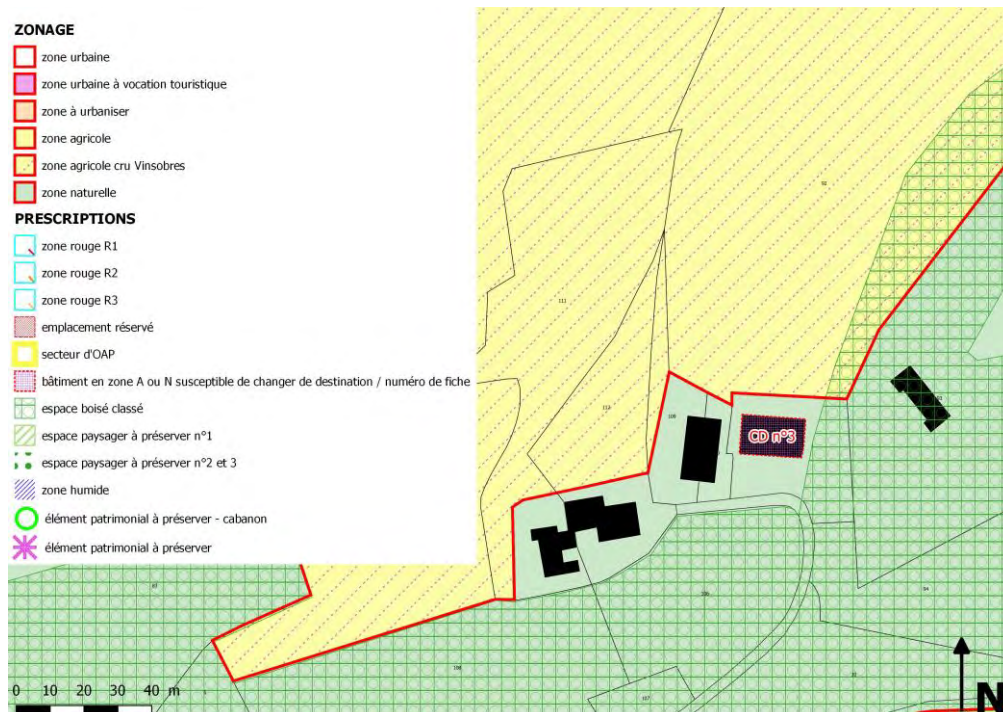 ZONAGE
zone urbaine
zone urbaine à vocation touristique
zone à urbaniser
zone agricole
zone agricole cru Vinsobres
zone naturelle
PRESCRIPTIONS
zone rouge R1
zone rouge R2
zone rouge R3
emplacement réservé
secteur d'OAP
bâtiment en zone A ou N susceptible de changer de destination / numéro de fiche
espace boisé classé
espace paysager à préserver n°1
espace paysager à préserver n°2 et 3
zone humide
élément patrimonial à préserver - cabanon
élément patrimonial à préserver
111
112
CD n°3
0 10 20 30 40 m
N